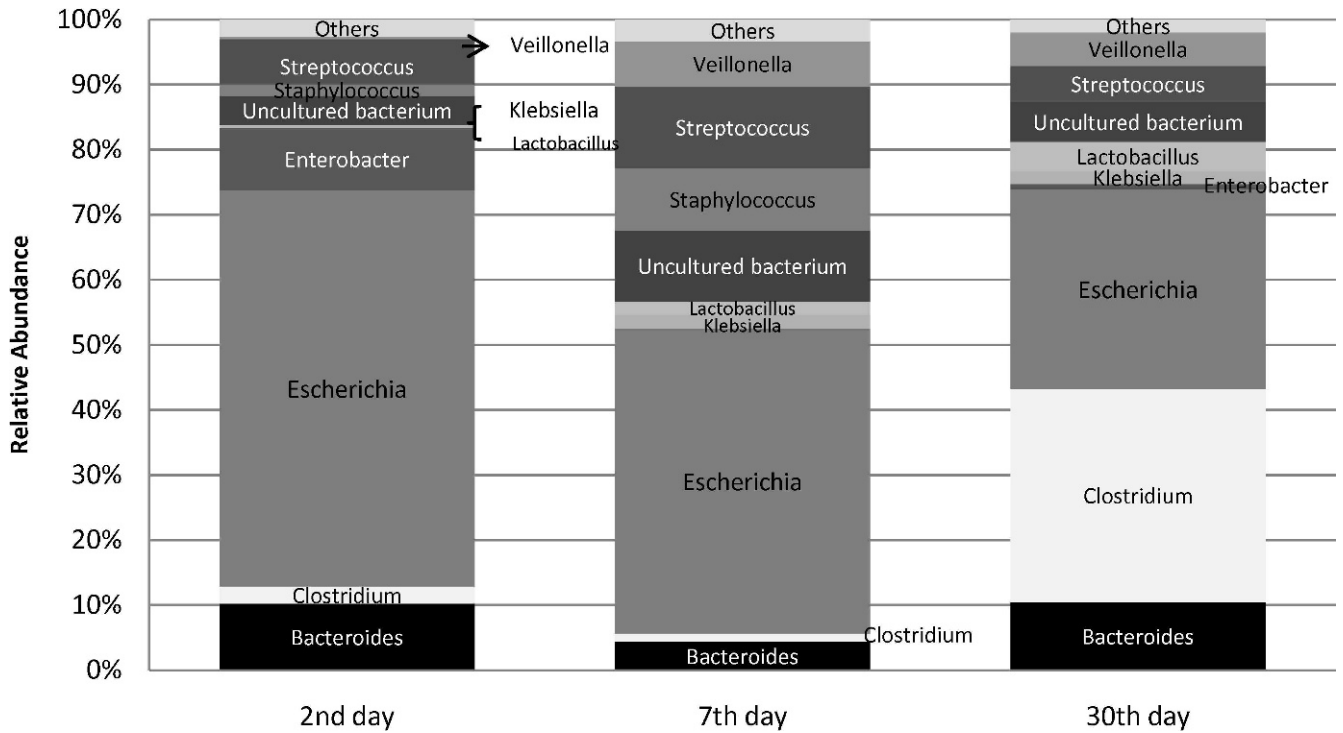 Relative Abundance
100%
90%
80%
70%
60%
50%
40%
30%
20%
10%
0%
Others
Veillonella
Streptococcus
Staphylococcus
Uncultured bacterium
Klebsiella
Lactobacillus
Enterobacter
Escherichia
Clostridium
Bacteroides
Others
Veillonella
Streptococcus
Staphylococcus
Uncultured bacterium
Lactobacillus
Klebsiella
Escherichia
Clostridium
Bacteroides
Others
Veillonella
Streptococcus
Uncultured bacterium
Lactobacillus
Klebsiella
Enterobacter
Escherichia
Clostridium
Bacteroides
2nd day
7th day
30th day